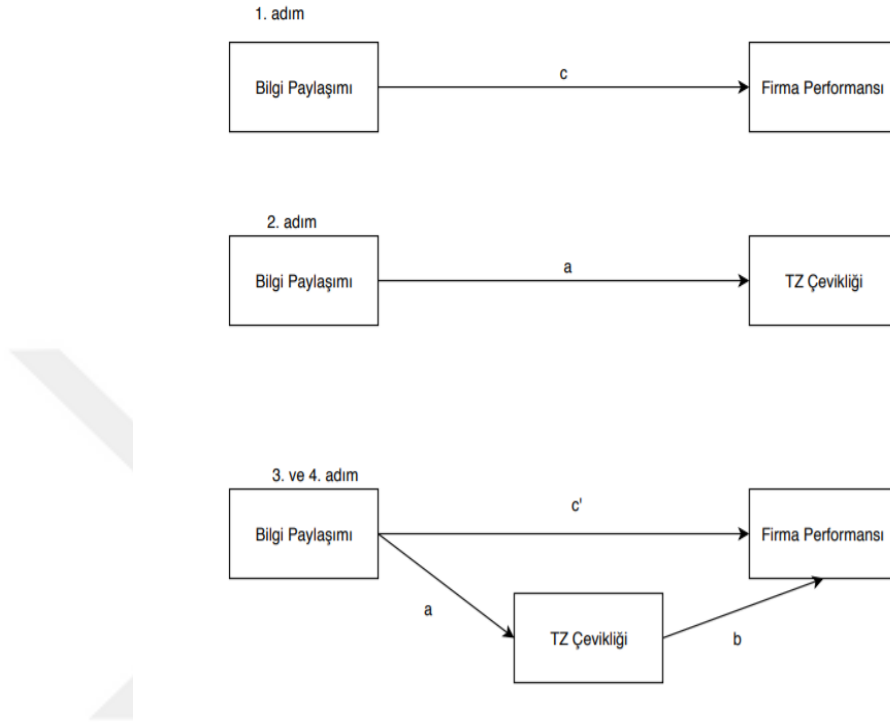 1. adım
Bilgi Paylaşımı
c
Firma Performansı
2. adım
Bilgi Paylaşımı
a
TZ Çevikliği
3. ve 4. adım
Bilgi Paylaşımı
c'
Firma Performansı
a
TZ Çevikliği
b